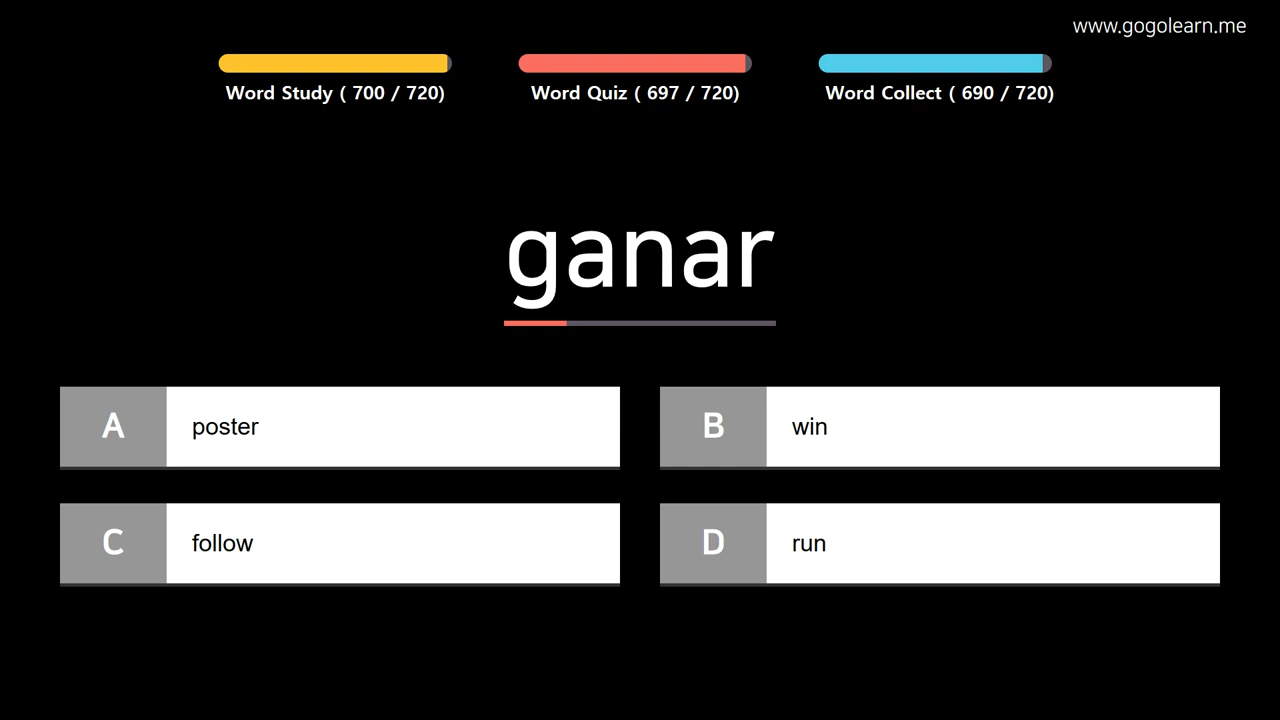 www.gogolearn.me
Word Study ( 700 / 720)
Word Quiz ( 697 / 720)
Word Collect ( 690 / 720)
ganar
A poster
B win
C follow
D run